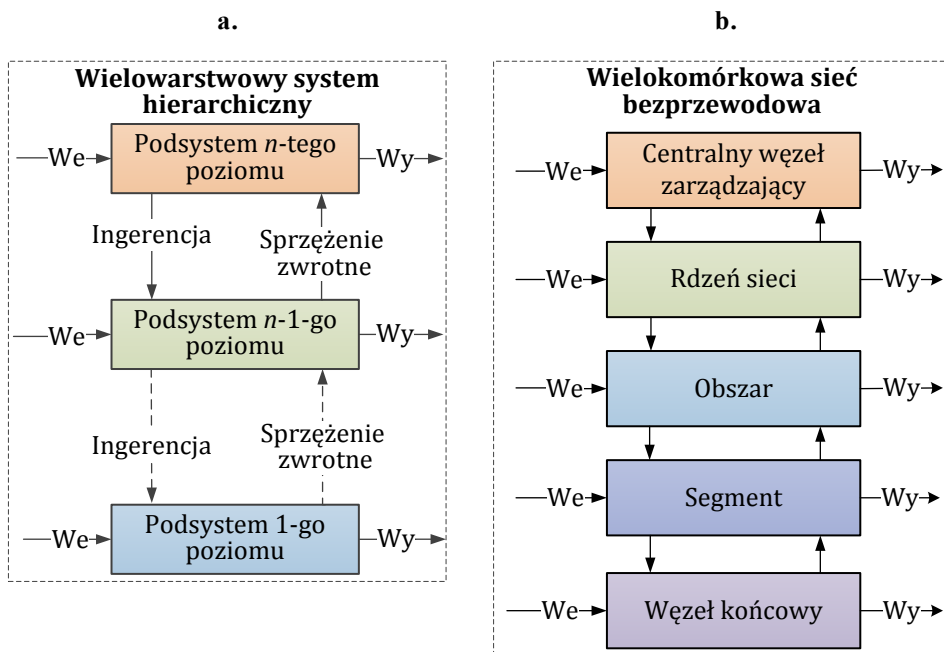 a.
Wielowarstwowy system
hierarchiczny
We
Podsystem n-tego
poziomu
Wy
Ingerencja
Sprzężenie
zwrotne
We
Podsystem n-1-go
poziomu
Wy
Ingerencja
Sprzężenie
zwrotne
We
Podsystem 1-go
poziomu
Wy
b.
Wielokomórkowa sieć
bezprzewodowa
We
Centralny węzeł
zarządzający
Wy
We
Rdzeń sieci
Wy
We
Obszar
Wy
We
Segment
Wy
We
Węzeł końcowy
Wy